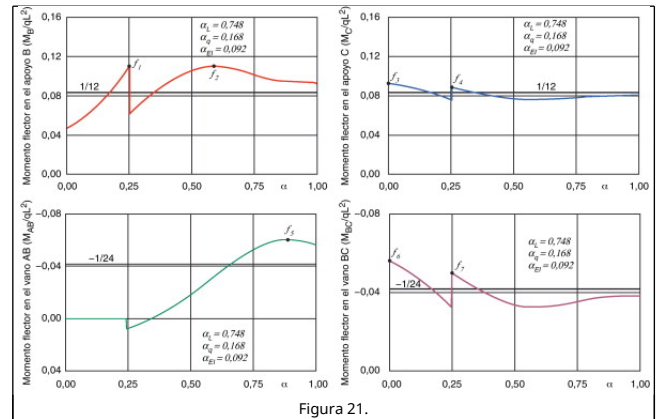 Momento flector en el apoyo B (M_B/qL²)
0,16
0,12
0,08
0,04
1/12
f₁
f₂
α_L = 0,748
α_q = 0,168
α_EI = 0,092
0,00 0,25 0,50 0,75 α 1,00
Momento flector en el apoyo C (M_C/qL²)
0,16
0,12
0,08
0,04
0,00
f₃
f₄
1/12
α_L = 0,748
α_q = 0,168
α_EI = 0,092
0,00 0,25 0,50 0,75 α 1,00
Momento flector en el vano AB (M_AB/qL²)
−0,08
−0,04
0,00
0,04
−1/24
f₅
α_L = 0,748
α_q = 0,168
α_EI = 0,092
0,00 0,25 0,50 0,75 α 1,00
Momento flector en el vano BC (M_BC/qL²)
−0,08
−0,04
0,00
f₆
f₇
−1/24
α_L = 0,748
α_q = 0,168
α_EI = 0,092
0,00 0,25 0,50 0,75 α 1,00
Figura 21.